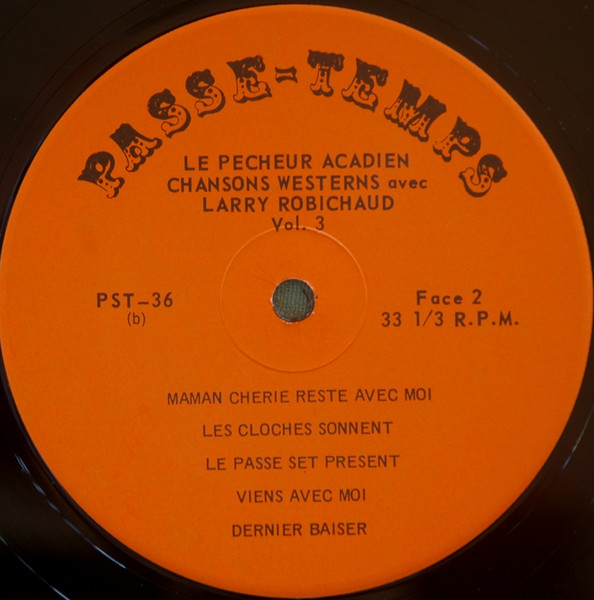 PASSE-TEMPS
LE PECHEUR ACADIEN
CHANSONS WESTERNS avec
LARRY ROBICHAUD
Vol. 3
PST-36
(b)
Face 2
33 1/3 R.P.M.
MAMAN CHERIE RESTE AVEC MOI
LES CLOCHES SONNENT
LE PASSE SET PRESENT
VIENS AVEC MOI
DERNIER BAISER